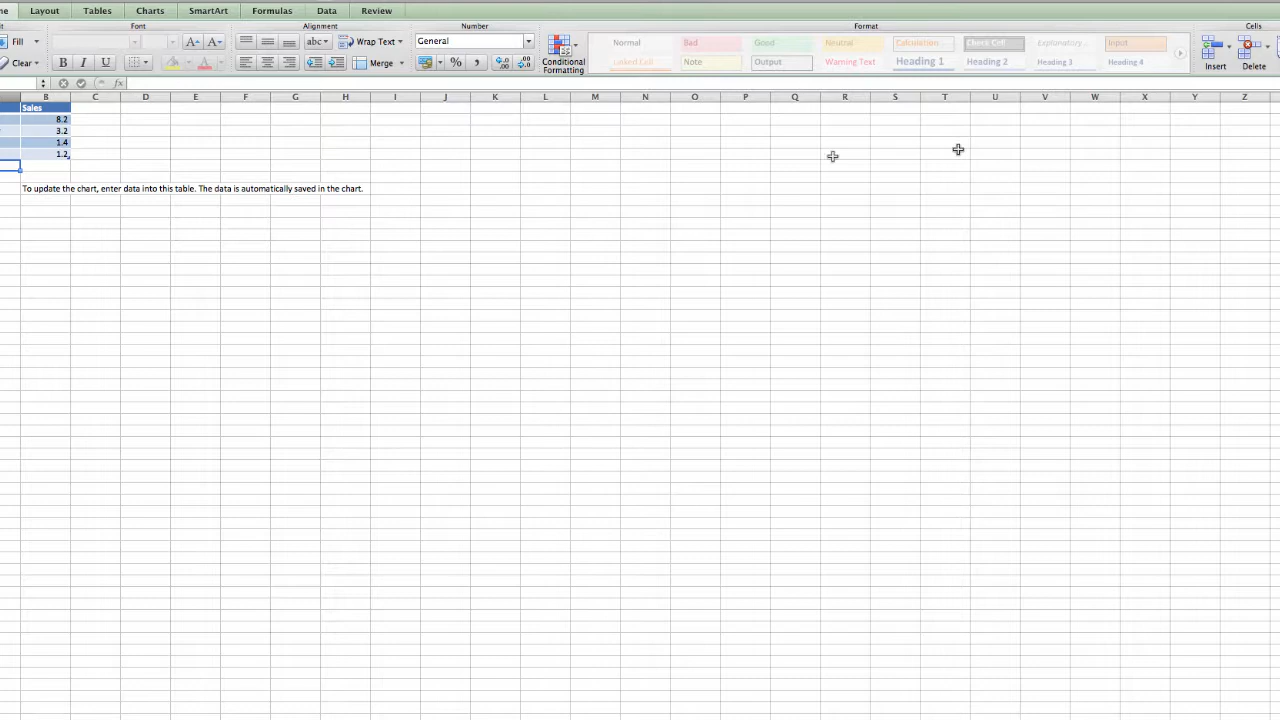 ne Layout Tables Charts SmartArt Formulas Data Review
Font Alignment Number Format Cells
Fill A A abc Wrap Text General Normal Bad Good Neutral Calculation Check Cell Explanatory... Input
Clear B I U Merge % Conditional Formatting Linked Cell Note Output Warning Text Heading 1 Heading 2 Heading 3 Heading 4 Insert Delete
fx
B C D E F G H I J K L M N O P Q R S T U V W X Y Z
Sales
8.2
3.2
1.4
1.2
To update the chart, enter data into this table. The data is automatically saved in the chart.